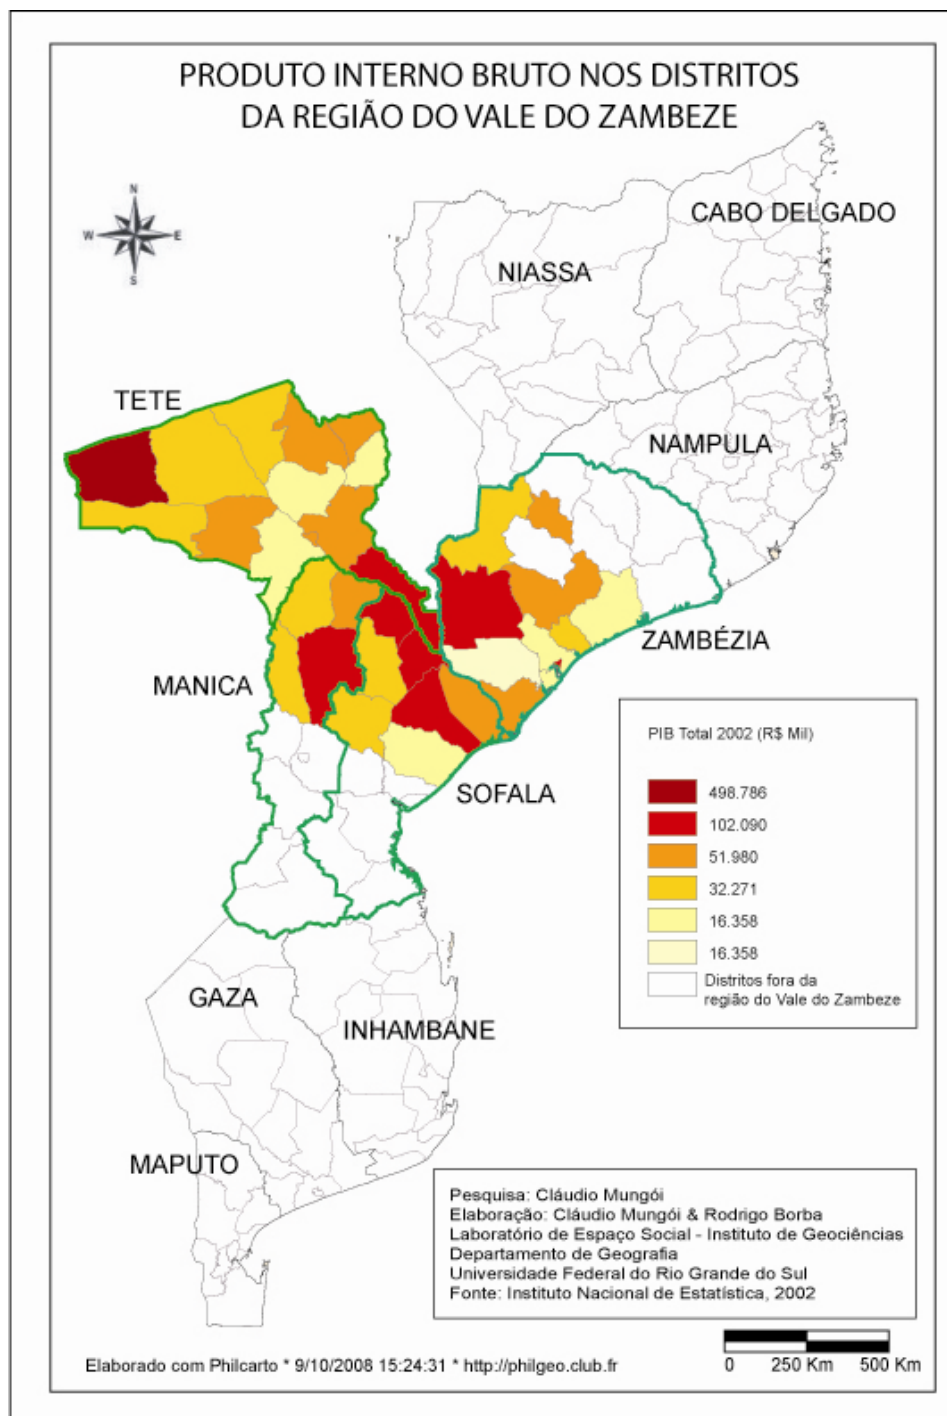 PRODUTO INTERNO BRUTO NOS DISTRITOS
DA REGIÃO DO VALE DO ZAMBEZE
N
W
E
S
CABO DELGADO
NIASSA
TETE
NAMPULA
ZAMBÉZIA
MANICA
SOFALA
PIB Total 2002 (R$ Mil)
498.786
102.090
51.980
32.271
16.358
16.358
Distritos fora da
região do Vale do Zambeze
GAZA
INHAMBANE
MAPUTO
Pesquisa: Cláudio Mungói
Elaboração: Cláudio Mungói & Rodrigo Borba
Laboratório de Espaço Social - Instituto de Geociências
Departamento de Geografia
Universidade Federal do Rio Grande do Sul
Fonte: Instituto Nacional de Estatística, 2002
0 250 Km 500 Km
Elaborado com Philcarto * 9/10/2008 15:24:31 * http://philgeo.club.fr